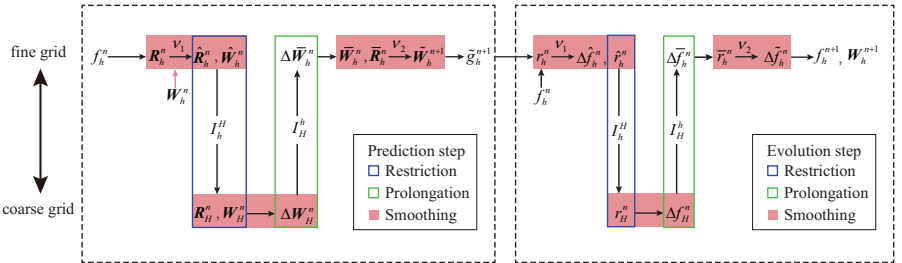 fine grid
f_h^n R_h^n ν_1 R̂_h^n, Ŵ_h^n ΔW̄_h^n W̄_h^n, R̄_h^n ν_2 W̃_h^{n+1} g̃_h^{n+1}
W_h^n
I_h^H I_H^h
Prediction step
Restriction
Prolongation
Smoothing
coarse grid
R_H^n, W_H^n ΔW_H^n
r_h^n ν_1 Δf̂_h^n, r̂_h^n Δf̄_h^n r̄_h^n ν_2 Δf̃_h^n f_h^{n+1}, W_h^{n+1}
f_h^n
I_h^H I_H^h
Evolution step
Restriction
Prolongation
Smoothing
r_H^n Δf_H^n